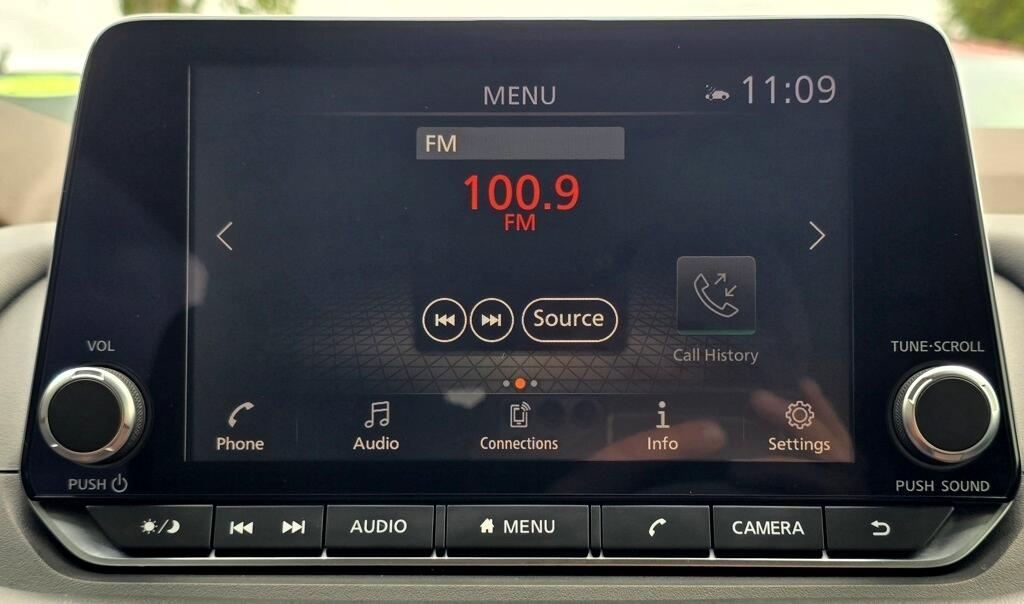 MENU
11:09
FM
100.9
FM
Source
Call History
VOL
TUNE·SCROLL
Phone
Audio
Connections
Info
Settings
PUSH
PUSH SOUND
AUDIO
MENU
CAMERA